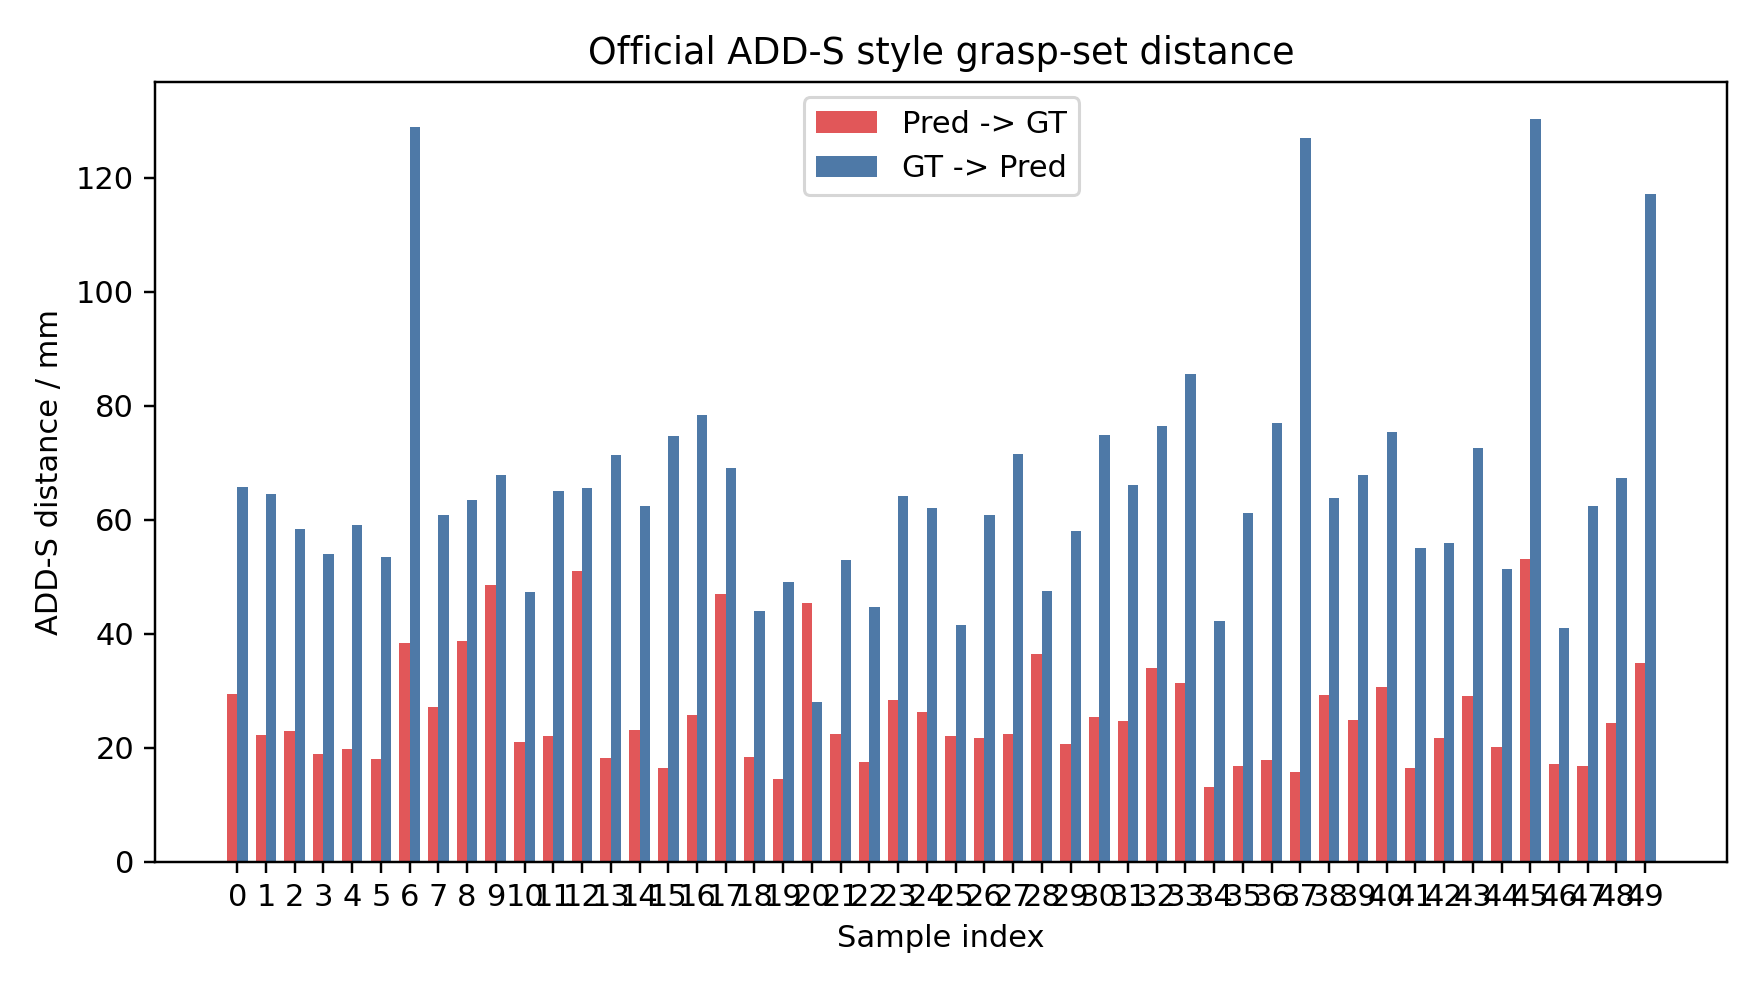 Official ADD-S style grasp-set distance
Pred -> GT
GT -> Pred
ADD-S distance / mm
120
100
80
60
40
20
0
0 1 2 3 4 5 6 7 8 9 10 11 12 13 14 15 16 17 18 19 20 21 22 23 24 25 26 27 28 29 30 31 32 33 34 35 36 37 38 39 40 41 42 43 44 45 46 47 48 49
Sample index